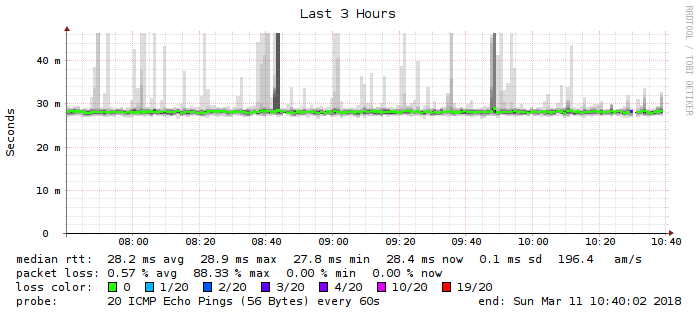 Last 3 Hours
RRDTOOL / TOBI OETIKER
Seconds
40 m
30 m
20 m
10 m
0
08:00 08:20 08:40 09:00 09:20 09:40 10:00 10:20 10:40
median rtt: 28.2 ms avg 28.9 ms max 27.8 ms min 28.4 ms now 0.1 ms sd 196.4 am/s
packet loss: 0.57 % avg 88.33 % max 0.00 % min 0.00 % now
loss color: 0 1/20 2/20 3/20 4/20 10/20 19/20
probe: 20 ICMP Echo Pings (56 Bytes) every 60s end: Sun Mar 11 10:40:02 2018